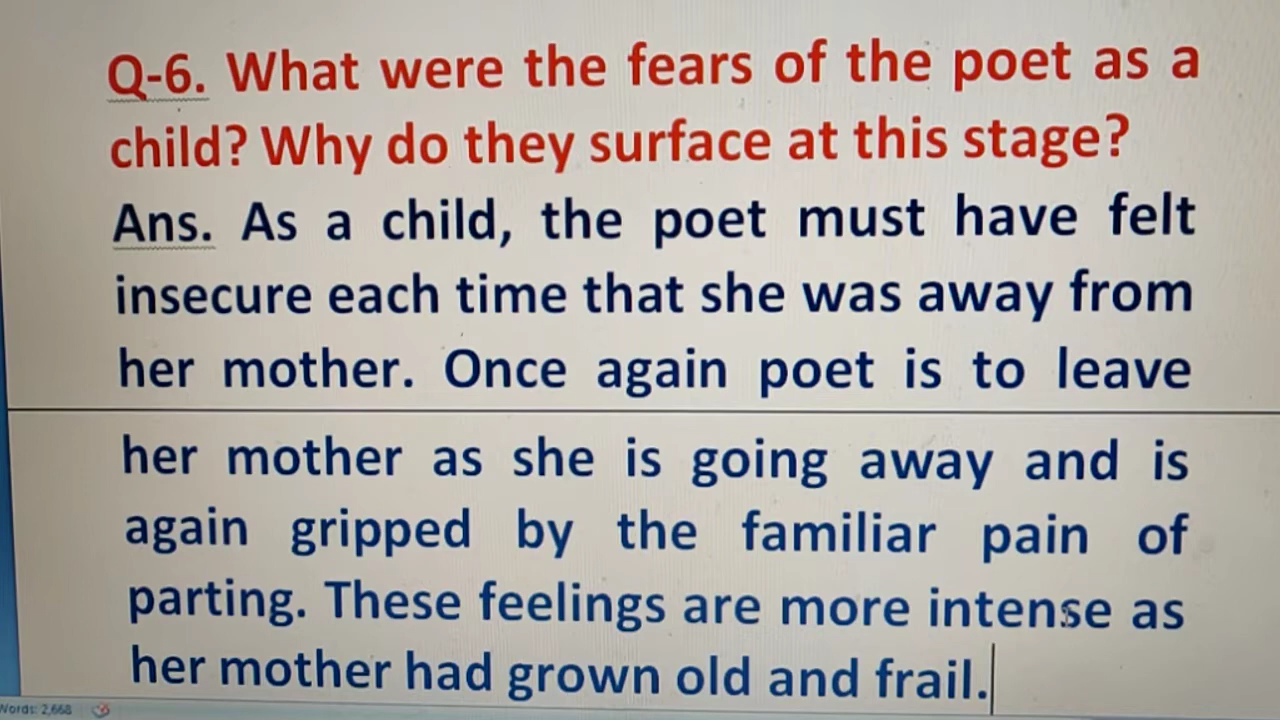 Q-6. What were the fears of the poet as a
child? Why do they surface at this stage?
Ans. As a child, the poet must have felt
insecure each time that she was away from
her mother. Once again poet is to leave
her mother as she is going away and is
again gripped by the familiar pain of
parting. These feelings are more intense as
her mother had grown old and frail.
Words: 2,668